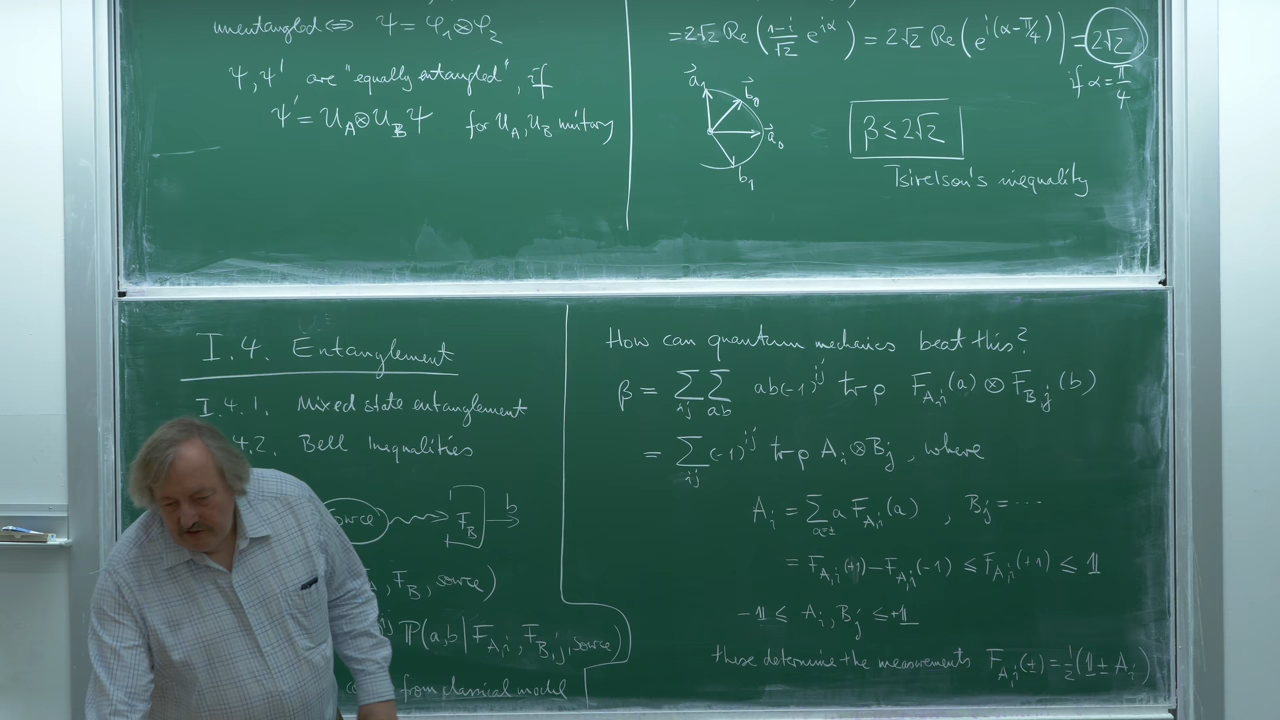 unentangled ⟺ Ψ = φ₁⊗φ₂
Ψ,Ψ' are "equally entangled", if
Ψ' = U_A⊗U_B Ψ for U_A, U_B unitary
= 2√2 Re((1-i)/√2 e^{iα}) = 2√2 Re(e^{i(α-π/4)}) = 2√2
if α = π/4
a₁
b₀
a₀
b₁
β ≤ 2√2
Tsirelson's inequality
I.4. Entanglement
I.4.1. Mixed state entanglement
4.2. Bell Inequalities
source F_B b
, F_B, source)
ℙ(a,b | F_{A,i}, F_{B,j}, source)
from classical model
How can quantum mechanics beat this?
β = Σ_{ij} Σ_{ab} ab(-1)^{ij} tr ρ F_{A,i}(a) ⊗ F_{B,j}(b)
= Σ_{ij} (-1)^{ij} tr ρ A_i ⊗ B_j , where
A_i = Σ_{a=±} a F_{A,i}(a) , B_j = ⋯
= F_{A,i}(+1) - F_{A,i}(-1) ≤ F_{A,i}(+1) ≤ 𝟙
-𝟙 ≤ A_i, B_j ≤ +𝟙
these determine the measurements F_{A,i}(±) = ½(𝟙 ± A_i)